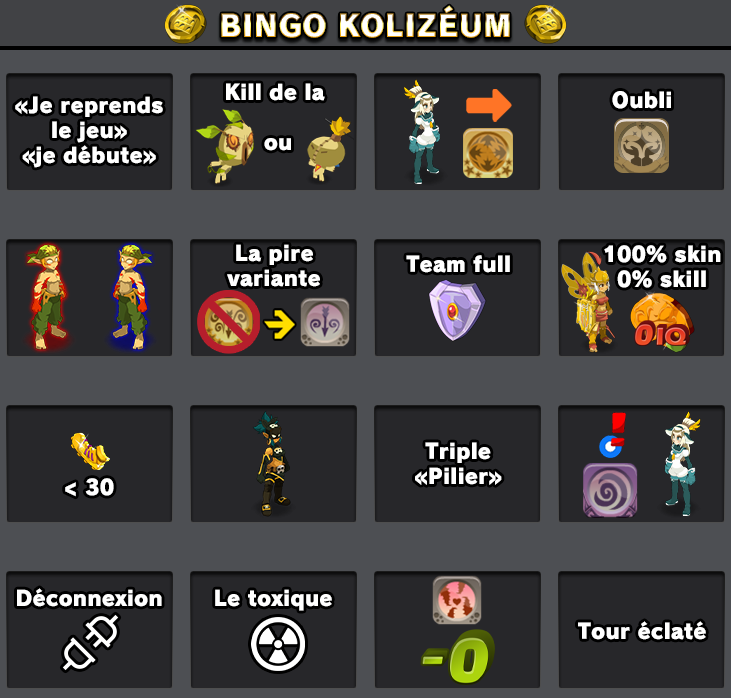 BINGO KOLIZÉUM
«Je reprends
le jeu»
«je débute»
Kill de la
ou
Oubli
La pire
variante
Team full
100% skin
0% skill
OIQ
< 30
Triple
«Pilier»
!
Déconnexion
Le toxique
-0
Tour éclaté